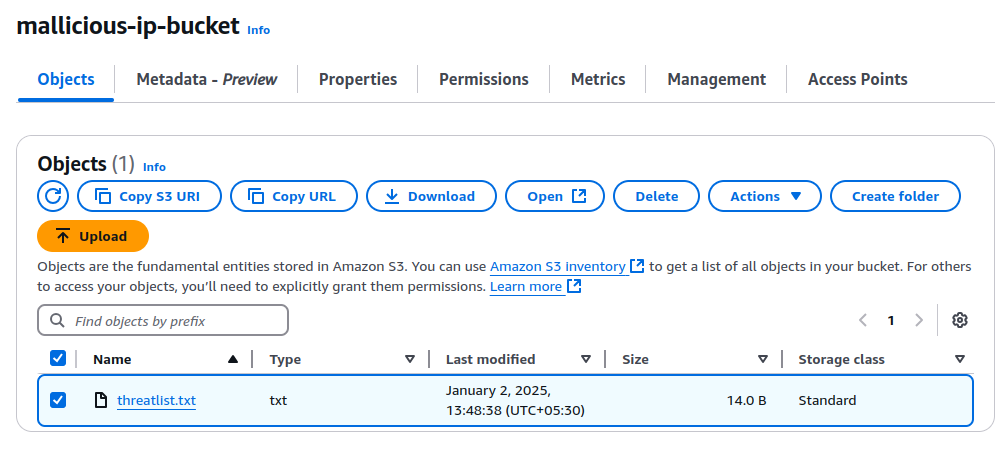 mallicious-ip-bucket Info
Objects Metadata - Preview Properties Permissions Metrics Management Access Points
Objects (1) Info
Copy S3 URI Copy URL Download Open Delete Actions Create folder
Upload
Objects are the fundamental entities stored in Amazon S3. You can use Amazon S3 inventory to get a list of all objects in your bucket. For others
to access your objects, you'll need to explicitly grant them permissions. Learn more
Find objects by prefix 1
Name Type Last modified Size Storage class
threatlist.txt txt January 2, 2025, 13:48:38 (UTC+05:30) 14.0 B Standard